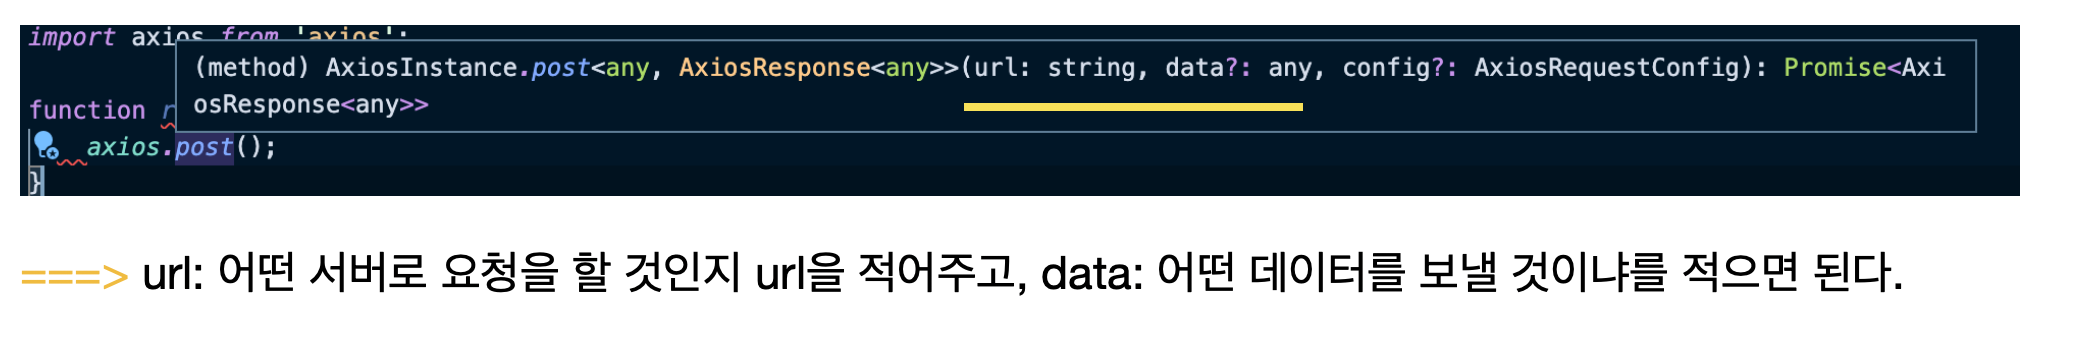 import axios from 'axios';
(method) AxiosInstance.post<any, AxiosResponse<any>>(url: string, data?: any, config?: AxiosRequestConfig): Promise<Axi
osResponse<any>>
function r
axios.post();
}
===> url: 어떤 서버로 요청을 할 것인지 url을 적어주고, data: 어떤 데이터를 보낼 것이냐를 적으면 된다.